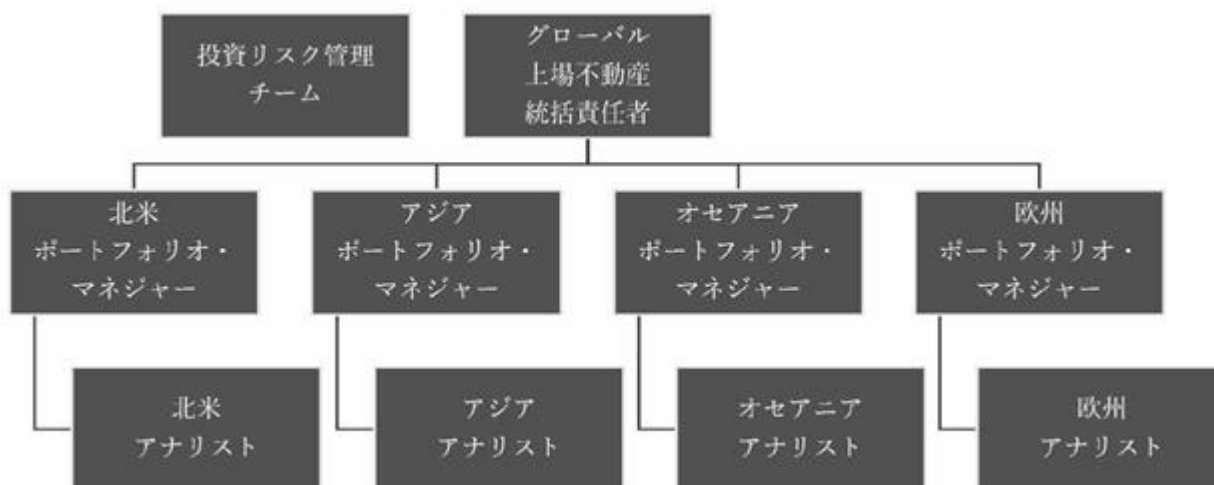 投資リスク管理
チーム
グローバル
上場不動産
統括責任者
北米
ポートフォリオ・
マネジャー
アジア
ポートフォリオ・
マネジャー
オセアニア
ポートフォリオ・
マネジャー
欧州
ポートフォリオ・
マネジャー
北米
アナリスト
アジア
アナリスト
オセアニア
アナリスト
欧州
アナリスト